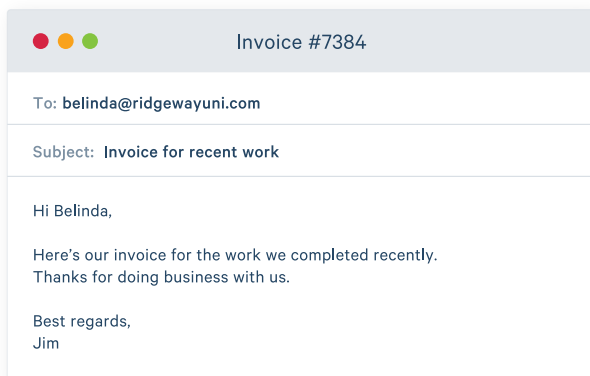 Invoice #7384
To: belinda@ridgewayuni.com
Subject: Invoice for recent work
Hi Belinda,
Here’s our invoice for the work we completed recently.
Thanks for doing business with us.
Best regards,
Jim